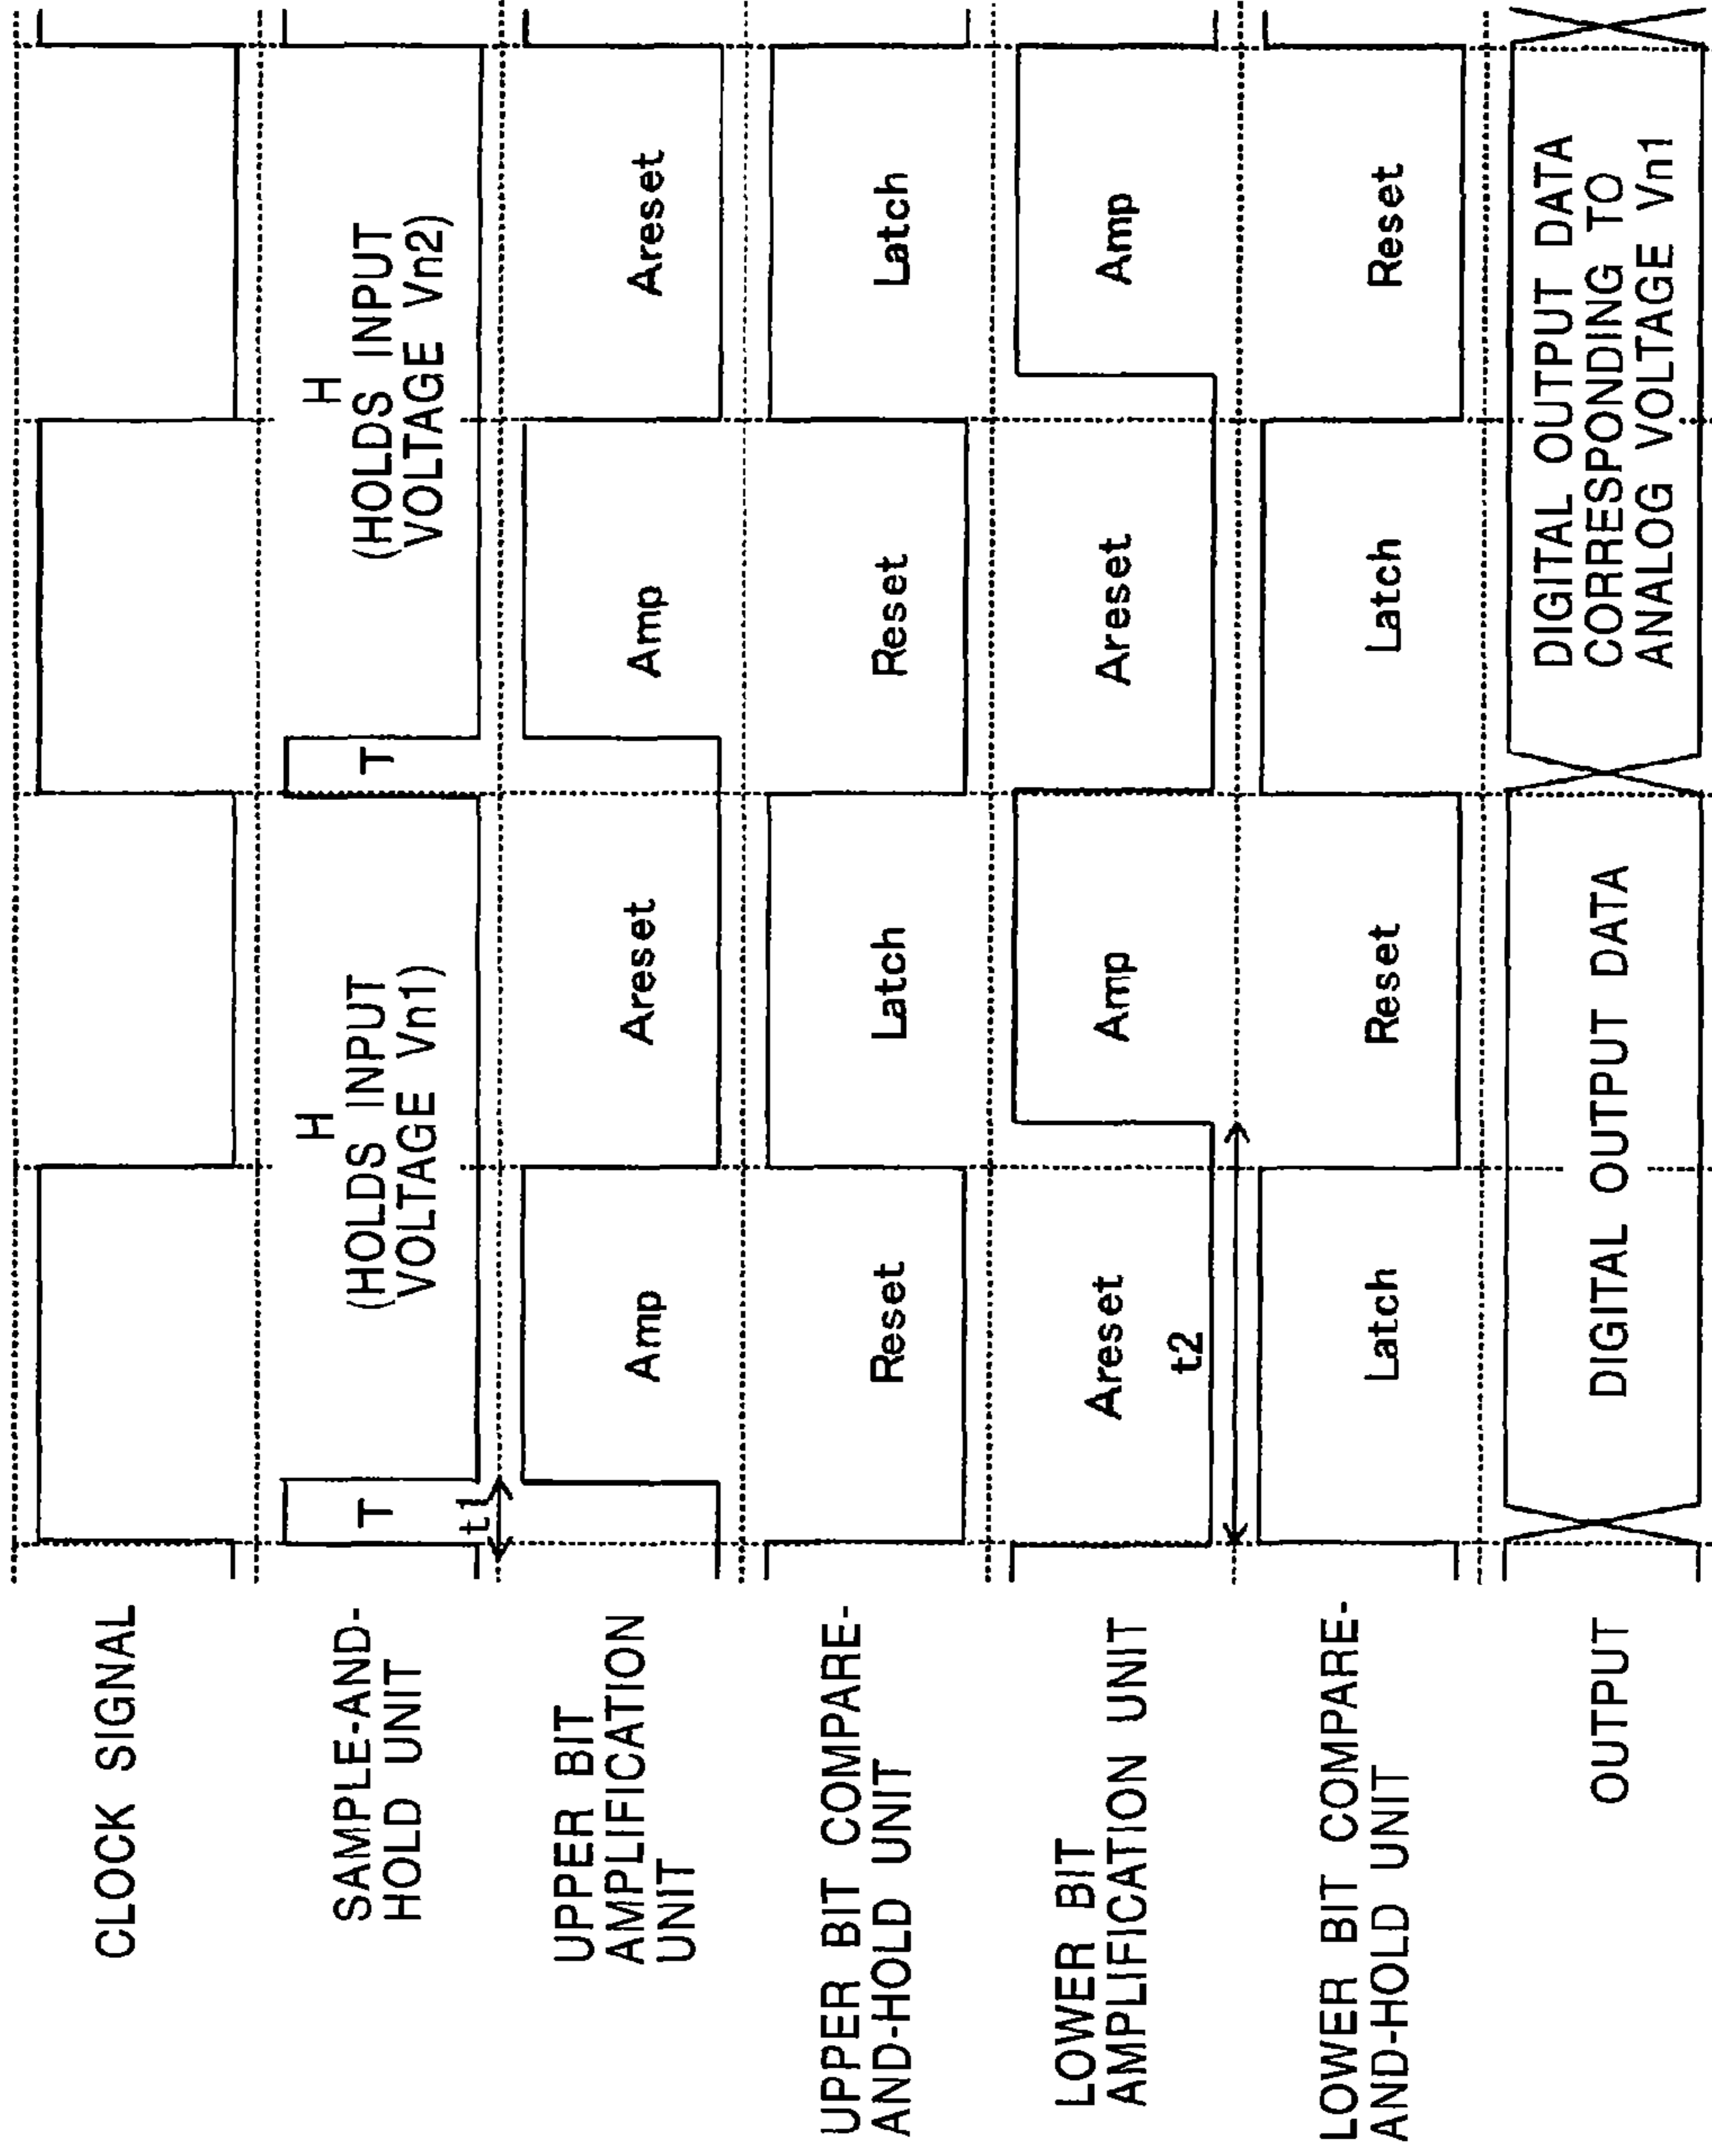 CLOCK SIGNAL
SAMPLE-AND-
HOLD UNIT
T
H
(HOLDS INPUT
VOLTAGE Vn1)
T
H
(HOLDS INPUT
VOLTAGE Vn2)
t1
UPPER BIT
AMPLIFICATION
UNIT
Amp
Areset
Amp
Areset
UPPER BIT COMPARE-
AND-HOLD UNIT
Reset
Latch
Reset
Latch
LOWER BIT
AMPLIFICATION UNIT
Areset
Amp
Areset
Amp
t2
LOWER BIT COMPARE-
AND-HOLD UNIT
Latch
Reset
Latch
Reset
OUTPUT
DIGITAL OUTPUT DATA
DIGITAL OUTPUT DATA
CORRESPONDING TO
ANALOG VOLTAGE Vn1